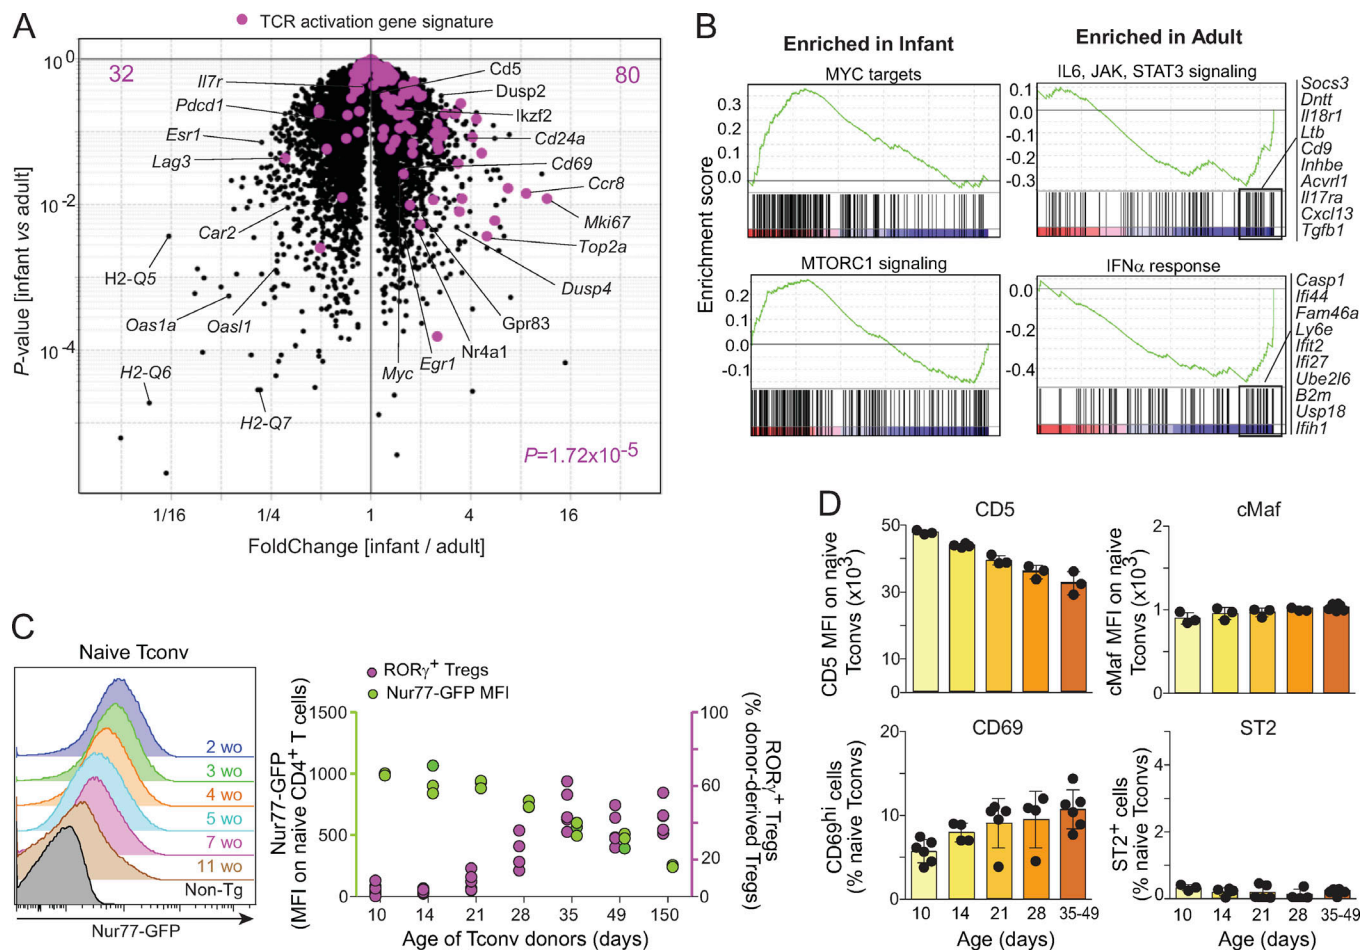 A
TCR activation gene signature
10^0
10^-2
10^-4
P-value [infant vs adult]
32
80
Il7r
Pdcd1
Esr1
Lag3
Car2
H2-Q5
Oas1a
Oasl1
H2-Q6
H2-Q7
Cd5
Dusp2
Ikzf2
Cd24a
Cd69
Ccr8
Mki67
Top2a
Dusp4
Gpr83
Nr4a1
Egr1
Myc
P=1.72x10^-5
1/16 1/4 1 4 16
FoldChange [infant / adult]
B
Enriched in Infant
Enriched in Adult
Enrichment score
MYC targets
0.3
0.2
0.1
0.0
IL6, JAK, STAT3 signaling
0.1
0.0
-0.1
-0.2
-0.3
Socs3
Dntt
Il18r1
Ltb
Cd9
Inhbe
Acvrl1
Il17ra
Cxcl13
Tgfb1
MTORC1 signaling
0.2
0.1
0.0
-0.1
IFNα response
0.0
-0.2
-0.4
Casp1
Ifi44
Fam46a
Ly6e
Ifit2
Ifi27
Ube2l6
B2m
Usp18
Ifih1
C
Naive Tconv
2 wo
3 wo
4 wo
5 wo
7 wo
11 wo
Non-Tg
Nur77-GFP
RORγ+ Tregs
Nur77-GFP MFI
Nur77-GFP
(MFI on naive CD4+ T cells)
1500
1000
500
0
100
60
40
20
0
RORγ+ Tregs
(% donor-derived Tregs)
10 14 21 28 35 49 150
Age of Tconv donors (days)
D
CD5
CD5 MFI on naive
Tconvs (x10^3)
50
30
10
0
cMaf
cMaf MFI on naive
Tconvs (x10^3)
2
1
0
CD69
CD69hi cells
(% naive Tconvs)
20
10
0
10 14 21 28 35-49
Age (days)
ST2
ST2+ cells
(% naive Tconvs)
4
2
0
10 14 21 28 35-49
Age (days)